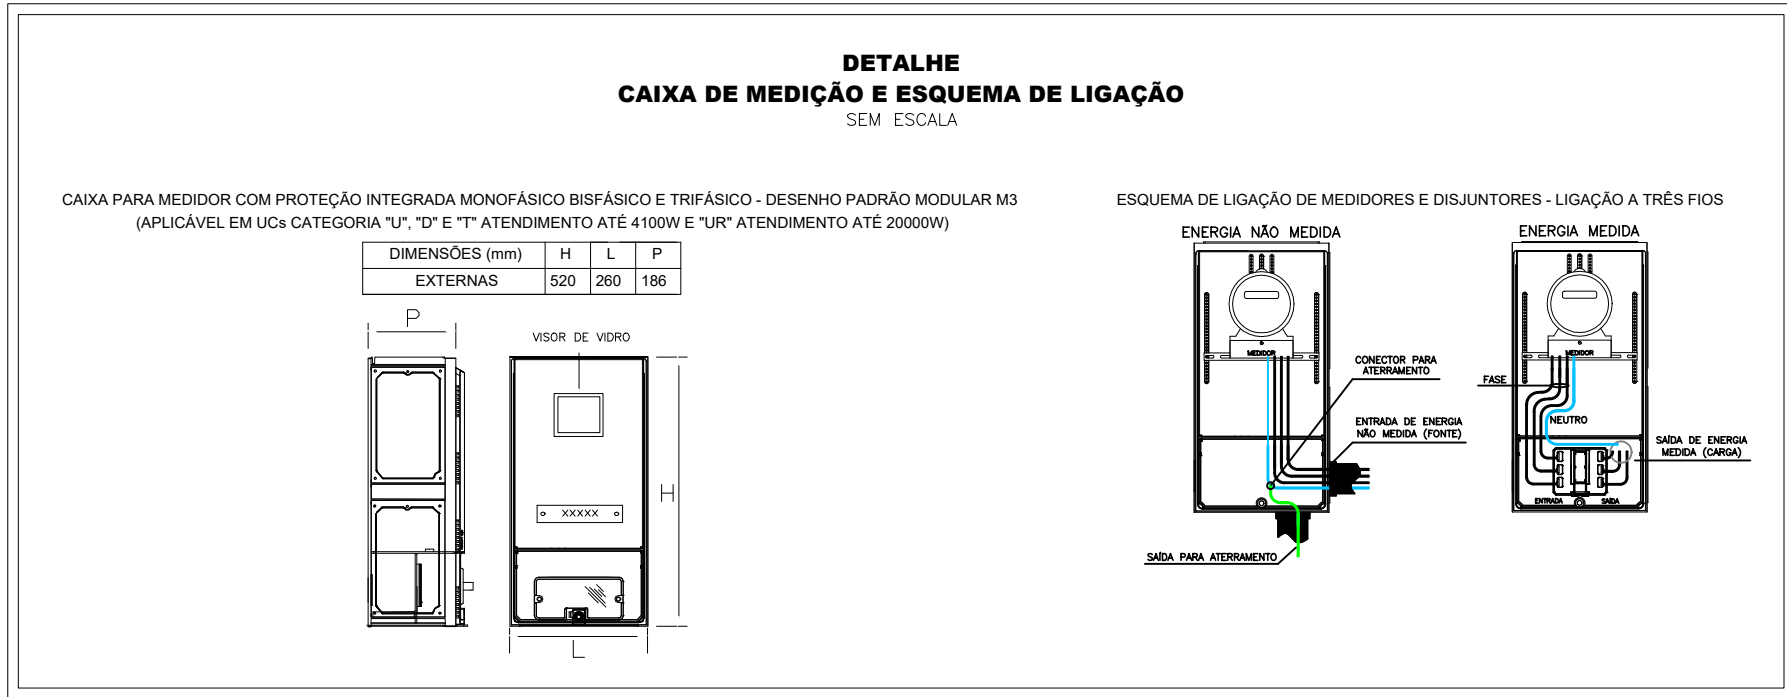 DETALHE
CAIXA DE MEDIÇÃO E ESQUEMA DE LIGAÇÃO
SEM ESCALA
CAIXA PARA MEDIDOR COM PROTEÇÃO INTEGRADA MONOFÁSICO BISFÁSICO E TRIFÁSICO - DESENHO PADRÃO MODULAR M3
(APLICÁVEL EM UCs CATEGORIA "U", "D" E "T" ATENDIMENTO ATÉ 4100W E "UR" ATENDIMENTO ATÉ 20000W)
DIMENSÕES (mm) H L P
EXTERNAS 520 260 186
P
VISOR DE VIDRO
H
XXXXX
L
ESQUEMA DE LIGAÇÃO DE MEDIDORES E DISJUNTORES - LIGAÇÃO A TRÊS FIOS
ENERGIA NÃO MEDIDA
MEDIDOR
CONECTOR PARA
ATERRAMENTO
ENTRADA DE ENERGIA
NÃO MEDIDA (FONTE)
SAÍDA PARA ATERRAMENTO
ENERGIA MEDIDA
MEDIDOR
FASE
NEUTRO
SAÍDA DE ENERGIA
MEDIDA (CARGA)
ENTRADA
SAÍDA